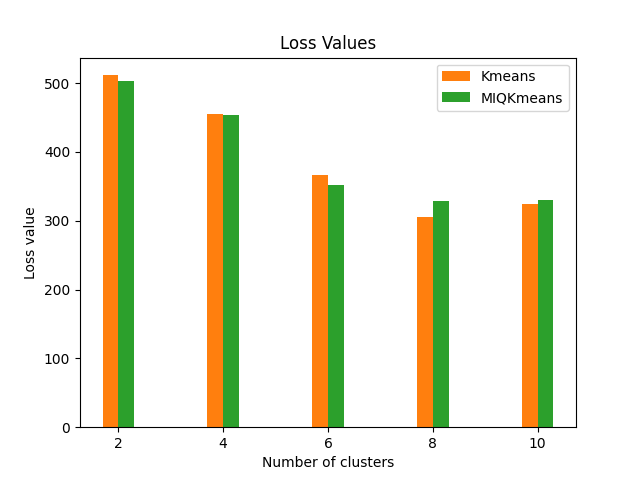 Loss Values
Kmeans
MIQKmeans
500
400
300
200
100
0
Loss value
2 4 6 8 10
Number of clusters